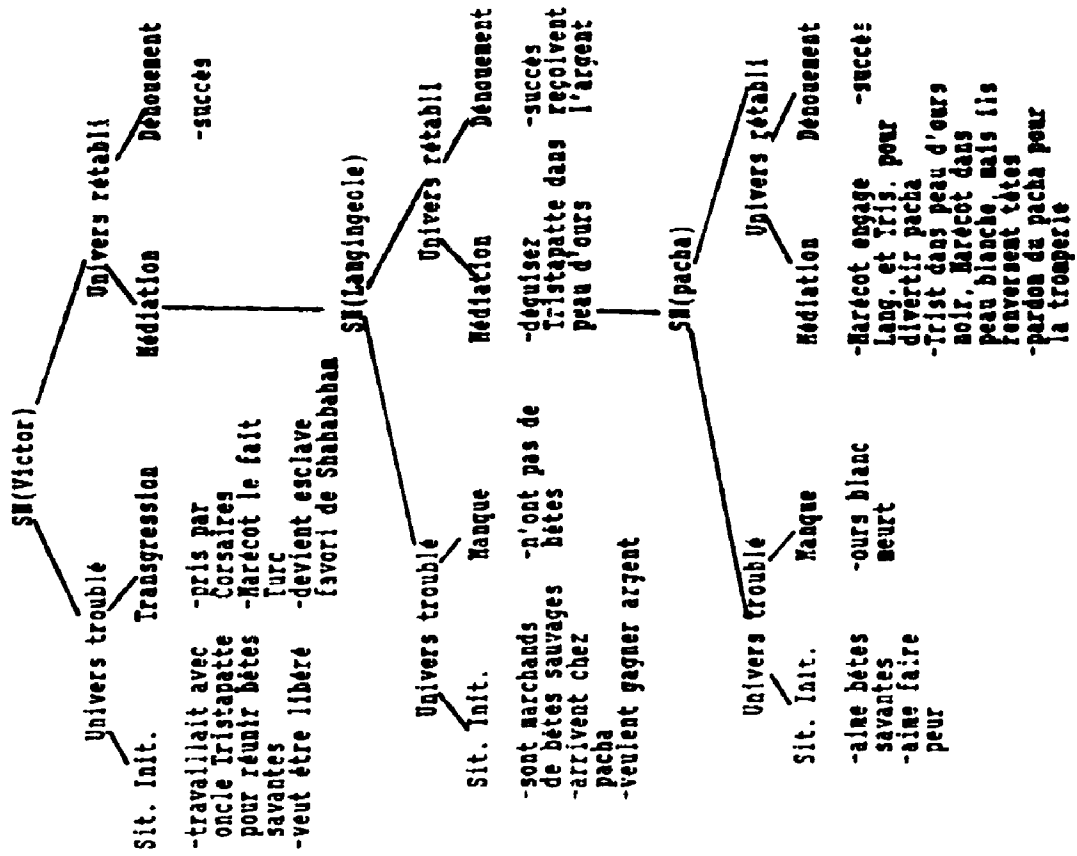 SN(Victor)
Univers troublé
Univers rétabli
Sit. Init.
Transgression
Médiation
Dénouement
-travaillait avec
oncle Tristapatte
pour réunir bêtes
savantes
-veut être libéré
-pris par
Corsaires
-Marécot le fait
Turc
-devient esclave
favori de Shahabaham
-succès
SN(Langingeole)
Univers troublé
Univers rétabli
Sit. Init.
Manque
Médiation
Dénouement
-sont marchands
de bêtes sauvages
-arrivent chez
pacha
-veulent gagner argent
-n'ont pas de
bêtes
-déguiser
Tristapatte dans
peau d'ours
-succès
reçoivent
l'argent
SN(pacha)
Univers troublé
Univers rétabli
Sit. Init.
Manque
Médiation
Dénouement
-aime bêtes
savantes
-aime faire
peur
-ours blanc
meurt
-Marécot engage
Lang. et Tris. pour
divertir pacha
-Trist dans peau d'ours
noir, Marécot dans
peau blanche, mais ils
renversent têtes
-pardon du pacha pour
la tromperie
-succès